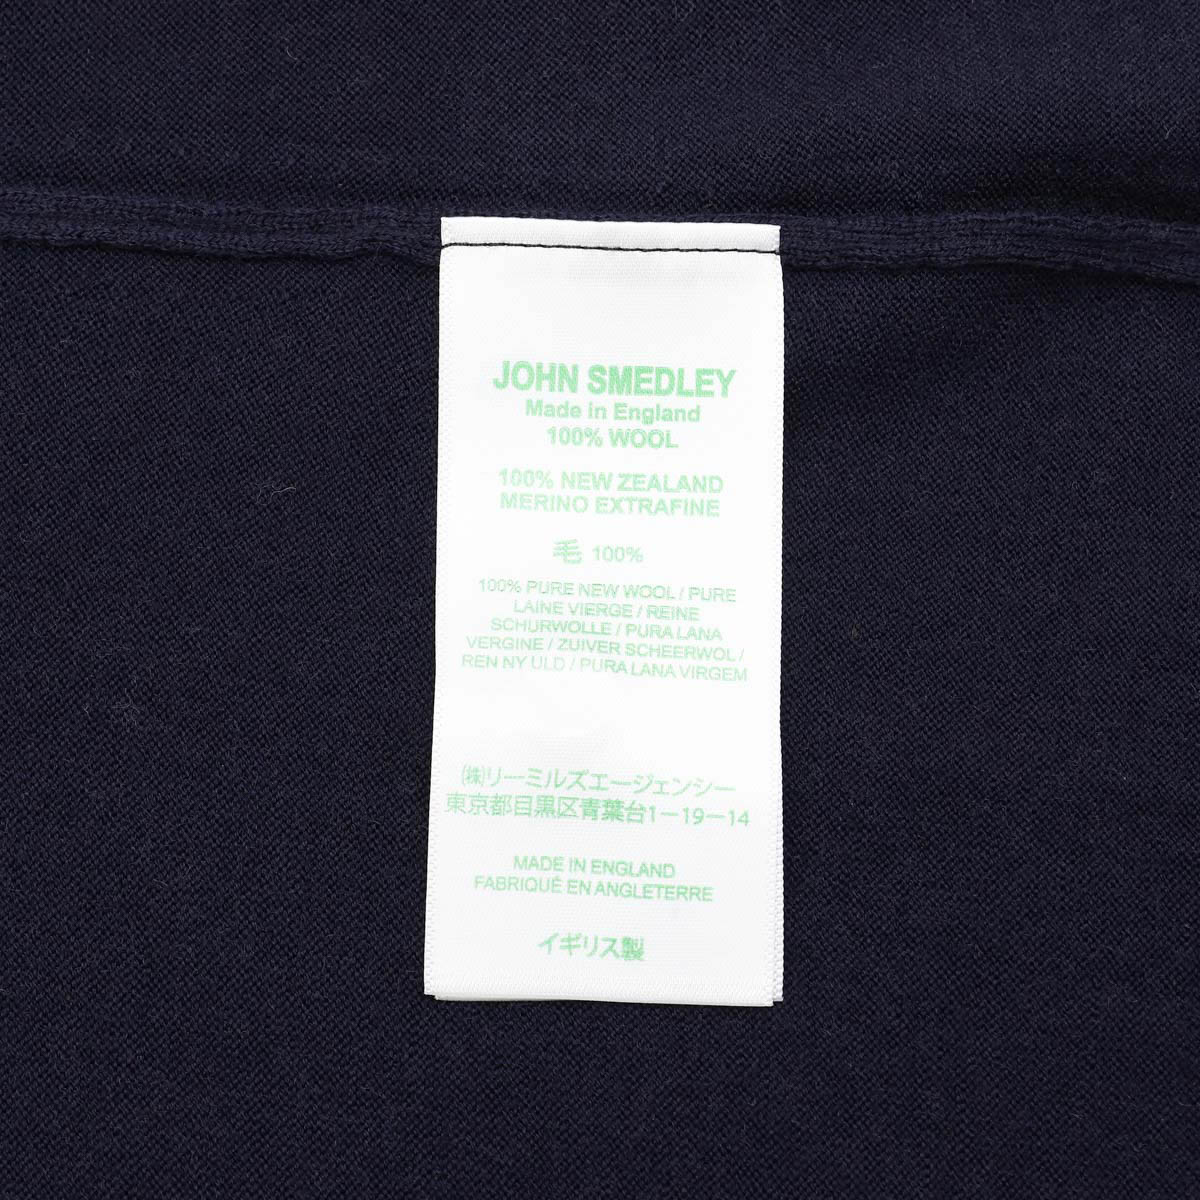 JOHN SMEDLEY
Made in England
100% WOOL
100% NEW ZEALAND
MERINO EXTRAFINE
毛 100%
100% PURE NEW WOOL / PURE
LAINE VIERGE / REINE
SCHURWOLLE / PURA LANA
VERGINE / ZUIVER SCHEERWOL /
REN NY ULD / PURA LANA VIRGEM
(株)リーミルズエージェンシー
東京都目黒区青葉台1-19-14
MADE IN ENGLAND
FABRIQUÉ EN ANGLETERRE
イギリス製